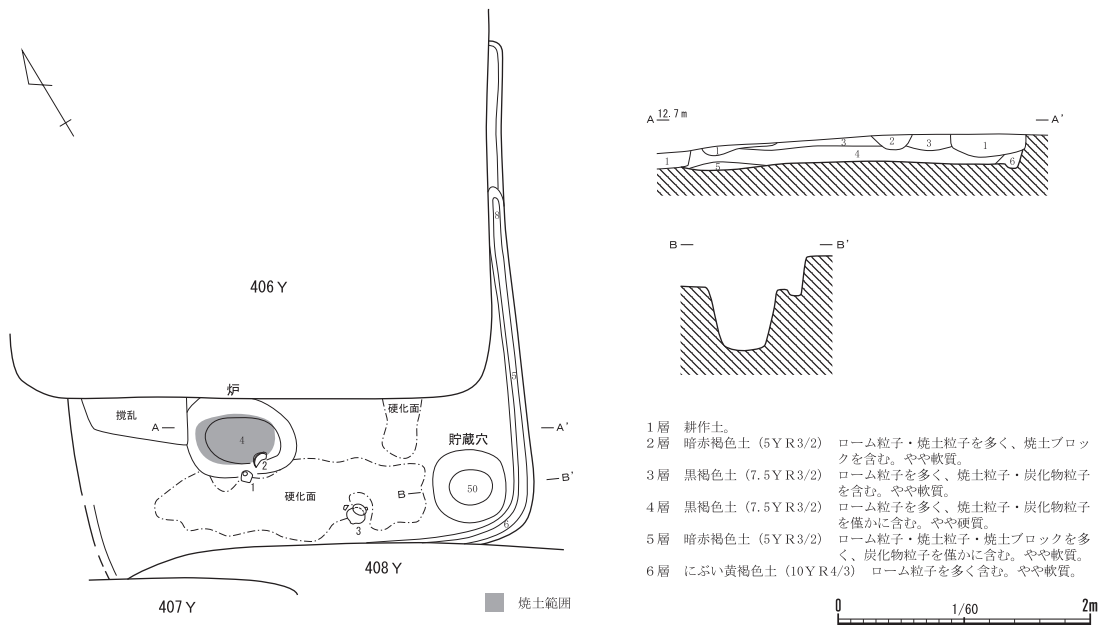 406Y
8
5
炉
撹乱
硬化面
A
4
A'
貯蔵穴
2
1
B
50
B'
硬化面
3
6
408Y
407Y
焼土範囲
A 12.7m A'
1 1 5 3 4 2 3 1 6
B B'
1層 耕作土。
2層 暗赤褐色土(5YR3/2) ローム粒子・焼土粒子を多く、焼土ブロッ
クを含む。やや軟質。
3層 黒褐色土(7.5YR3/2) ローム粒子を多く、焼土粒子・炭化物粒子
を含む。やや軟質。
4層 黒褐色土(7.5YR3/2) ローム粒子を多く、焼土粒子・炭化物粒子
を僅かに含む。やや硬質。
5層 暗赤褐色土(5YR3/2) ローム粒子・焼土粒子・焼土ブロックを多
く、炭化物粒子を僅かに含む。やや軟質。
6層 にぶい黄褐色土(10YR4/3) ローム粒子を多く含む。やや軟質。
0 1/60 2m